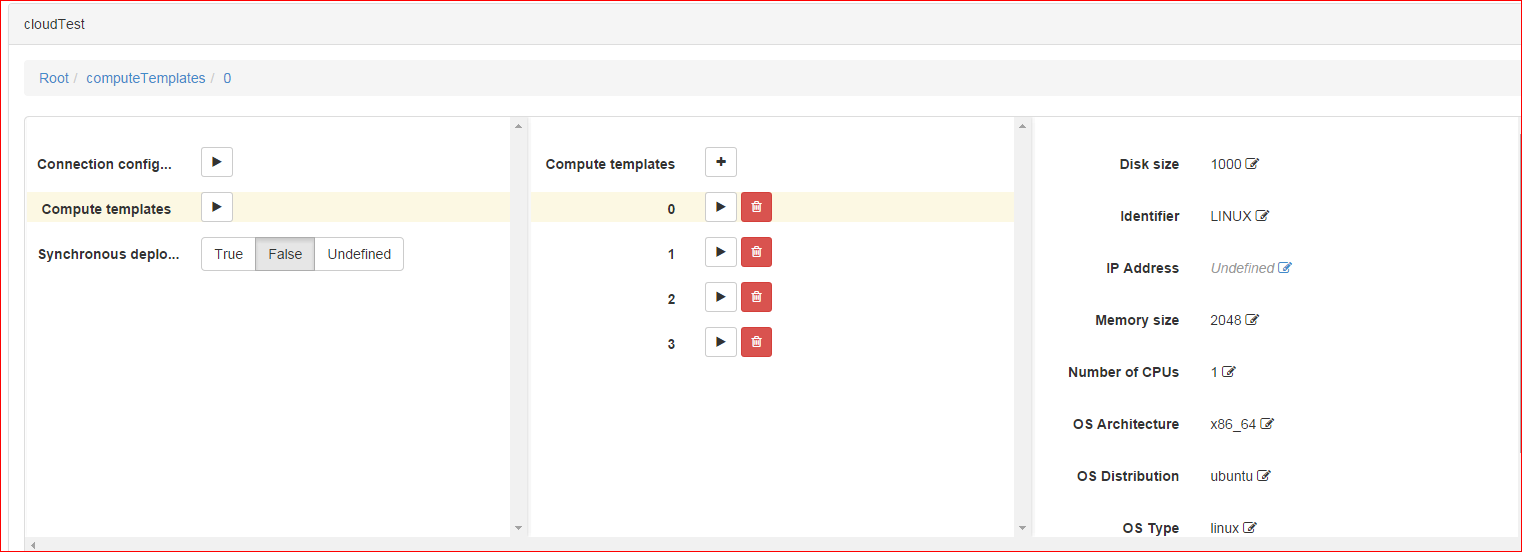 cloudTest
Root / computeTemplates / 0
Connection config...
Compute templates
Synchronous deplo... True False Undefined
Compute templates
0
1
2
3
Disk size 1000
Identifier LINUX
IP Address Undefined
Memory size 2048
Number of CPUs 1
OS Architecture x86_64
OS Distribution ubuntu
OS Type linux